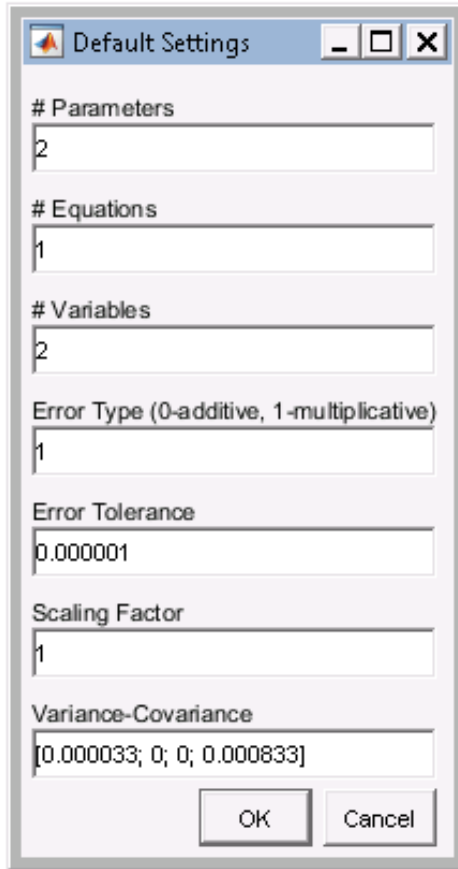 Default Settings
# Parameters
2
# Equations
1
# Variables
2
Error Type (0-additive, 1-multiplicative)
1
Error Tolerance
0.000001
Scaling Factor
1
Variance-Covariance
[0.000033; 0; 0; 0.000833]
OK Cancel